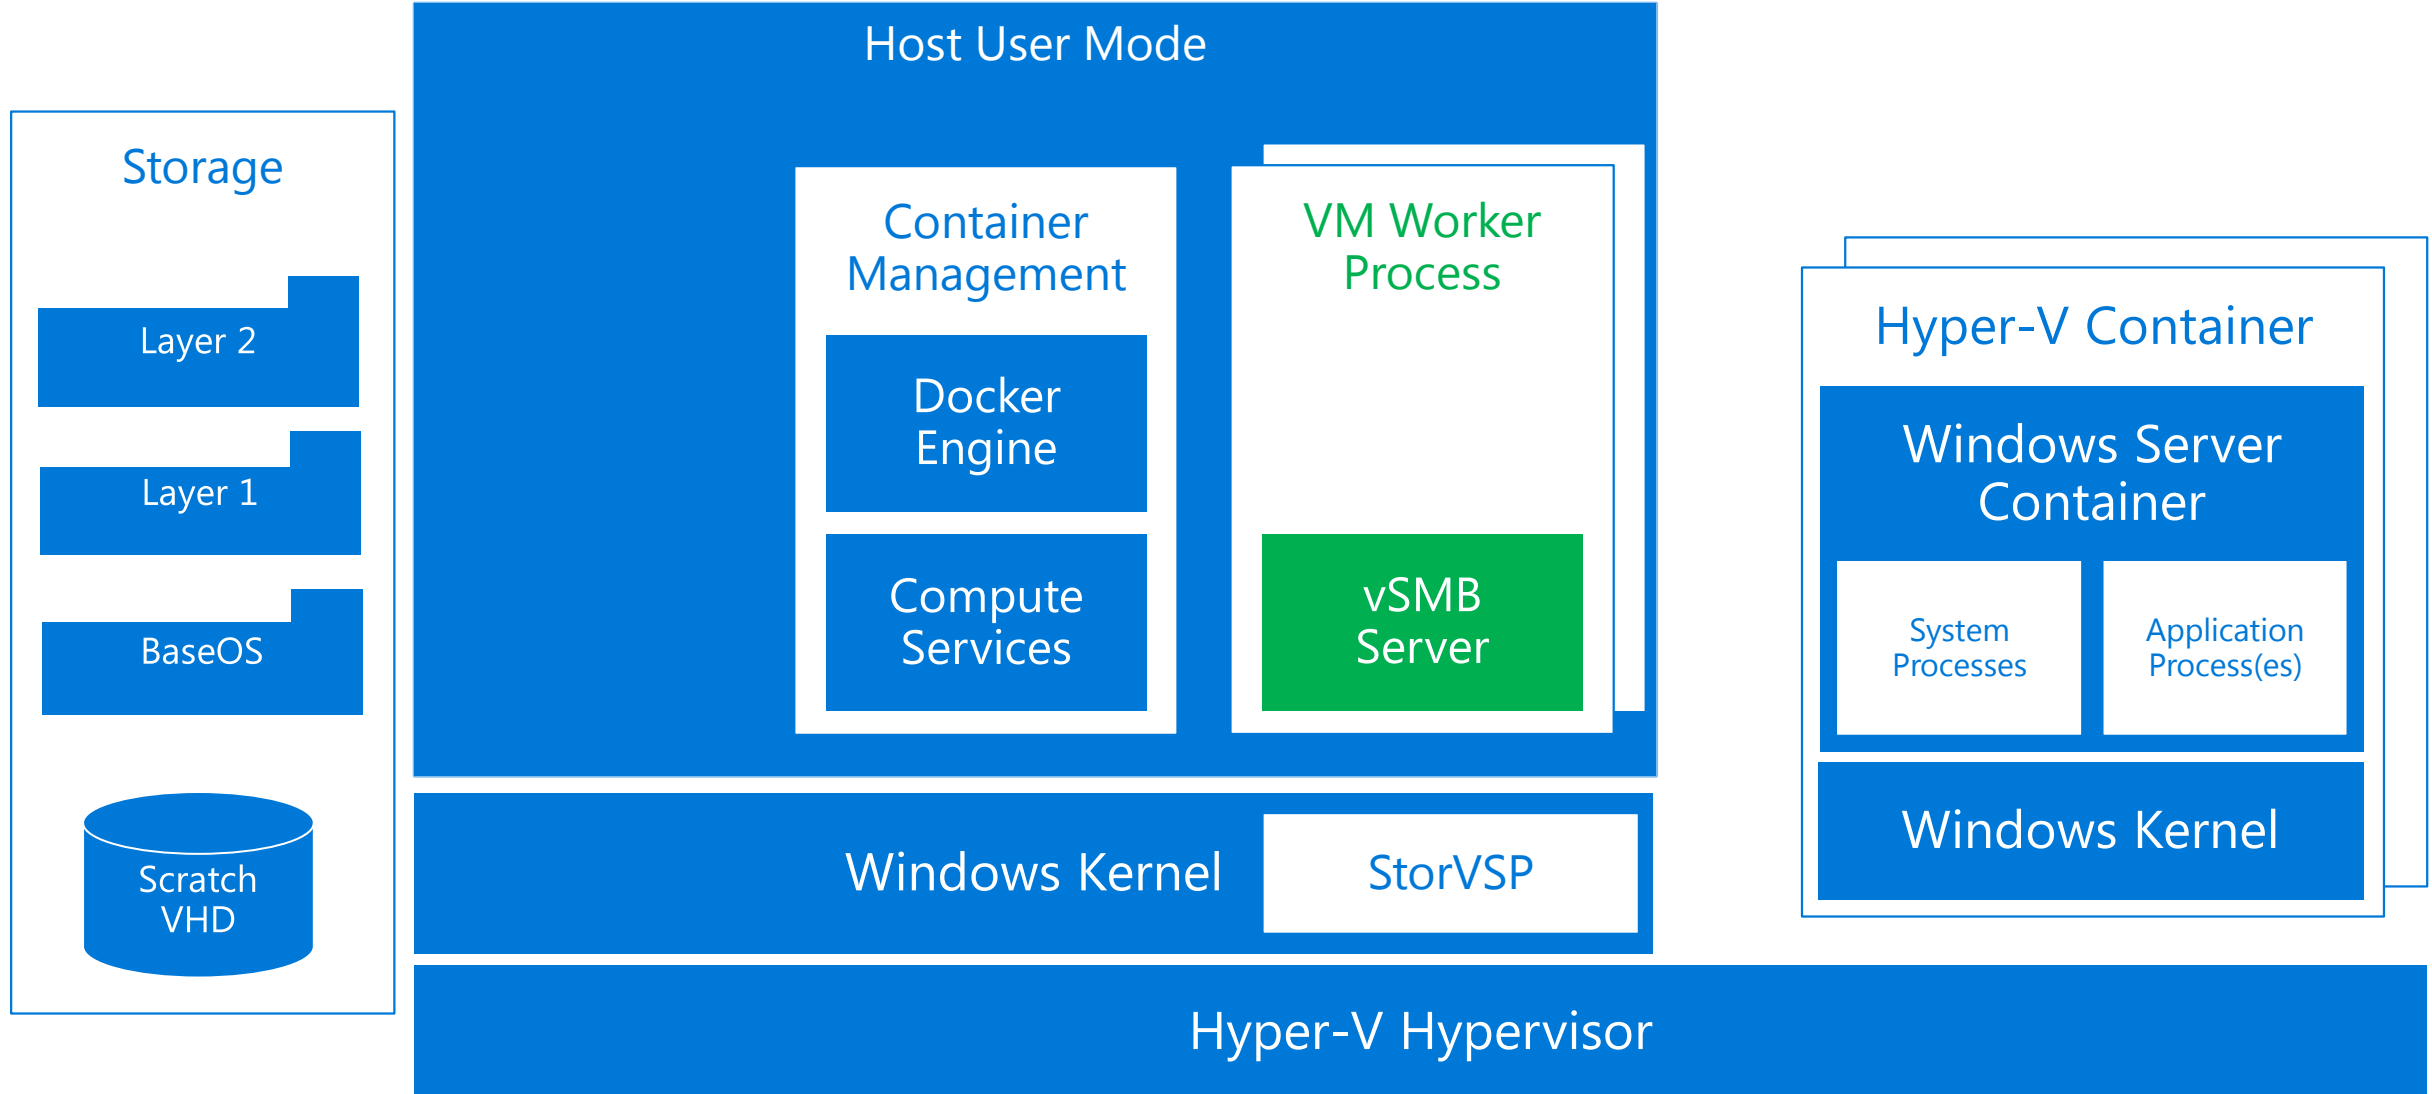 Host User Mode
Storage
Layer 2
Layer 1
BaseOS
Scratch
VHD
Container
Management
Docker
Engine
Compute
Services
VM Worker
Process
vSMB
Server
Windows Kernel
StorVSP
Hyper-V Container
Windows Server
Container
System
Processes
Application
Process(es)
Windows Kernel
Hyper-V Hypervisor